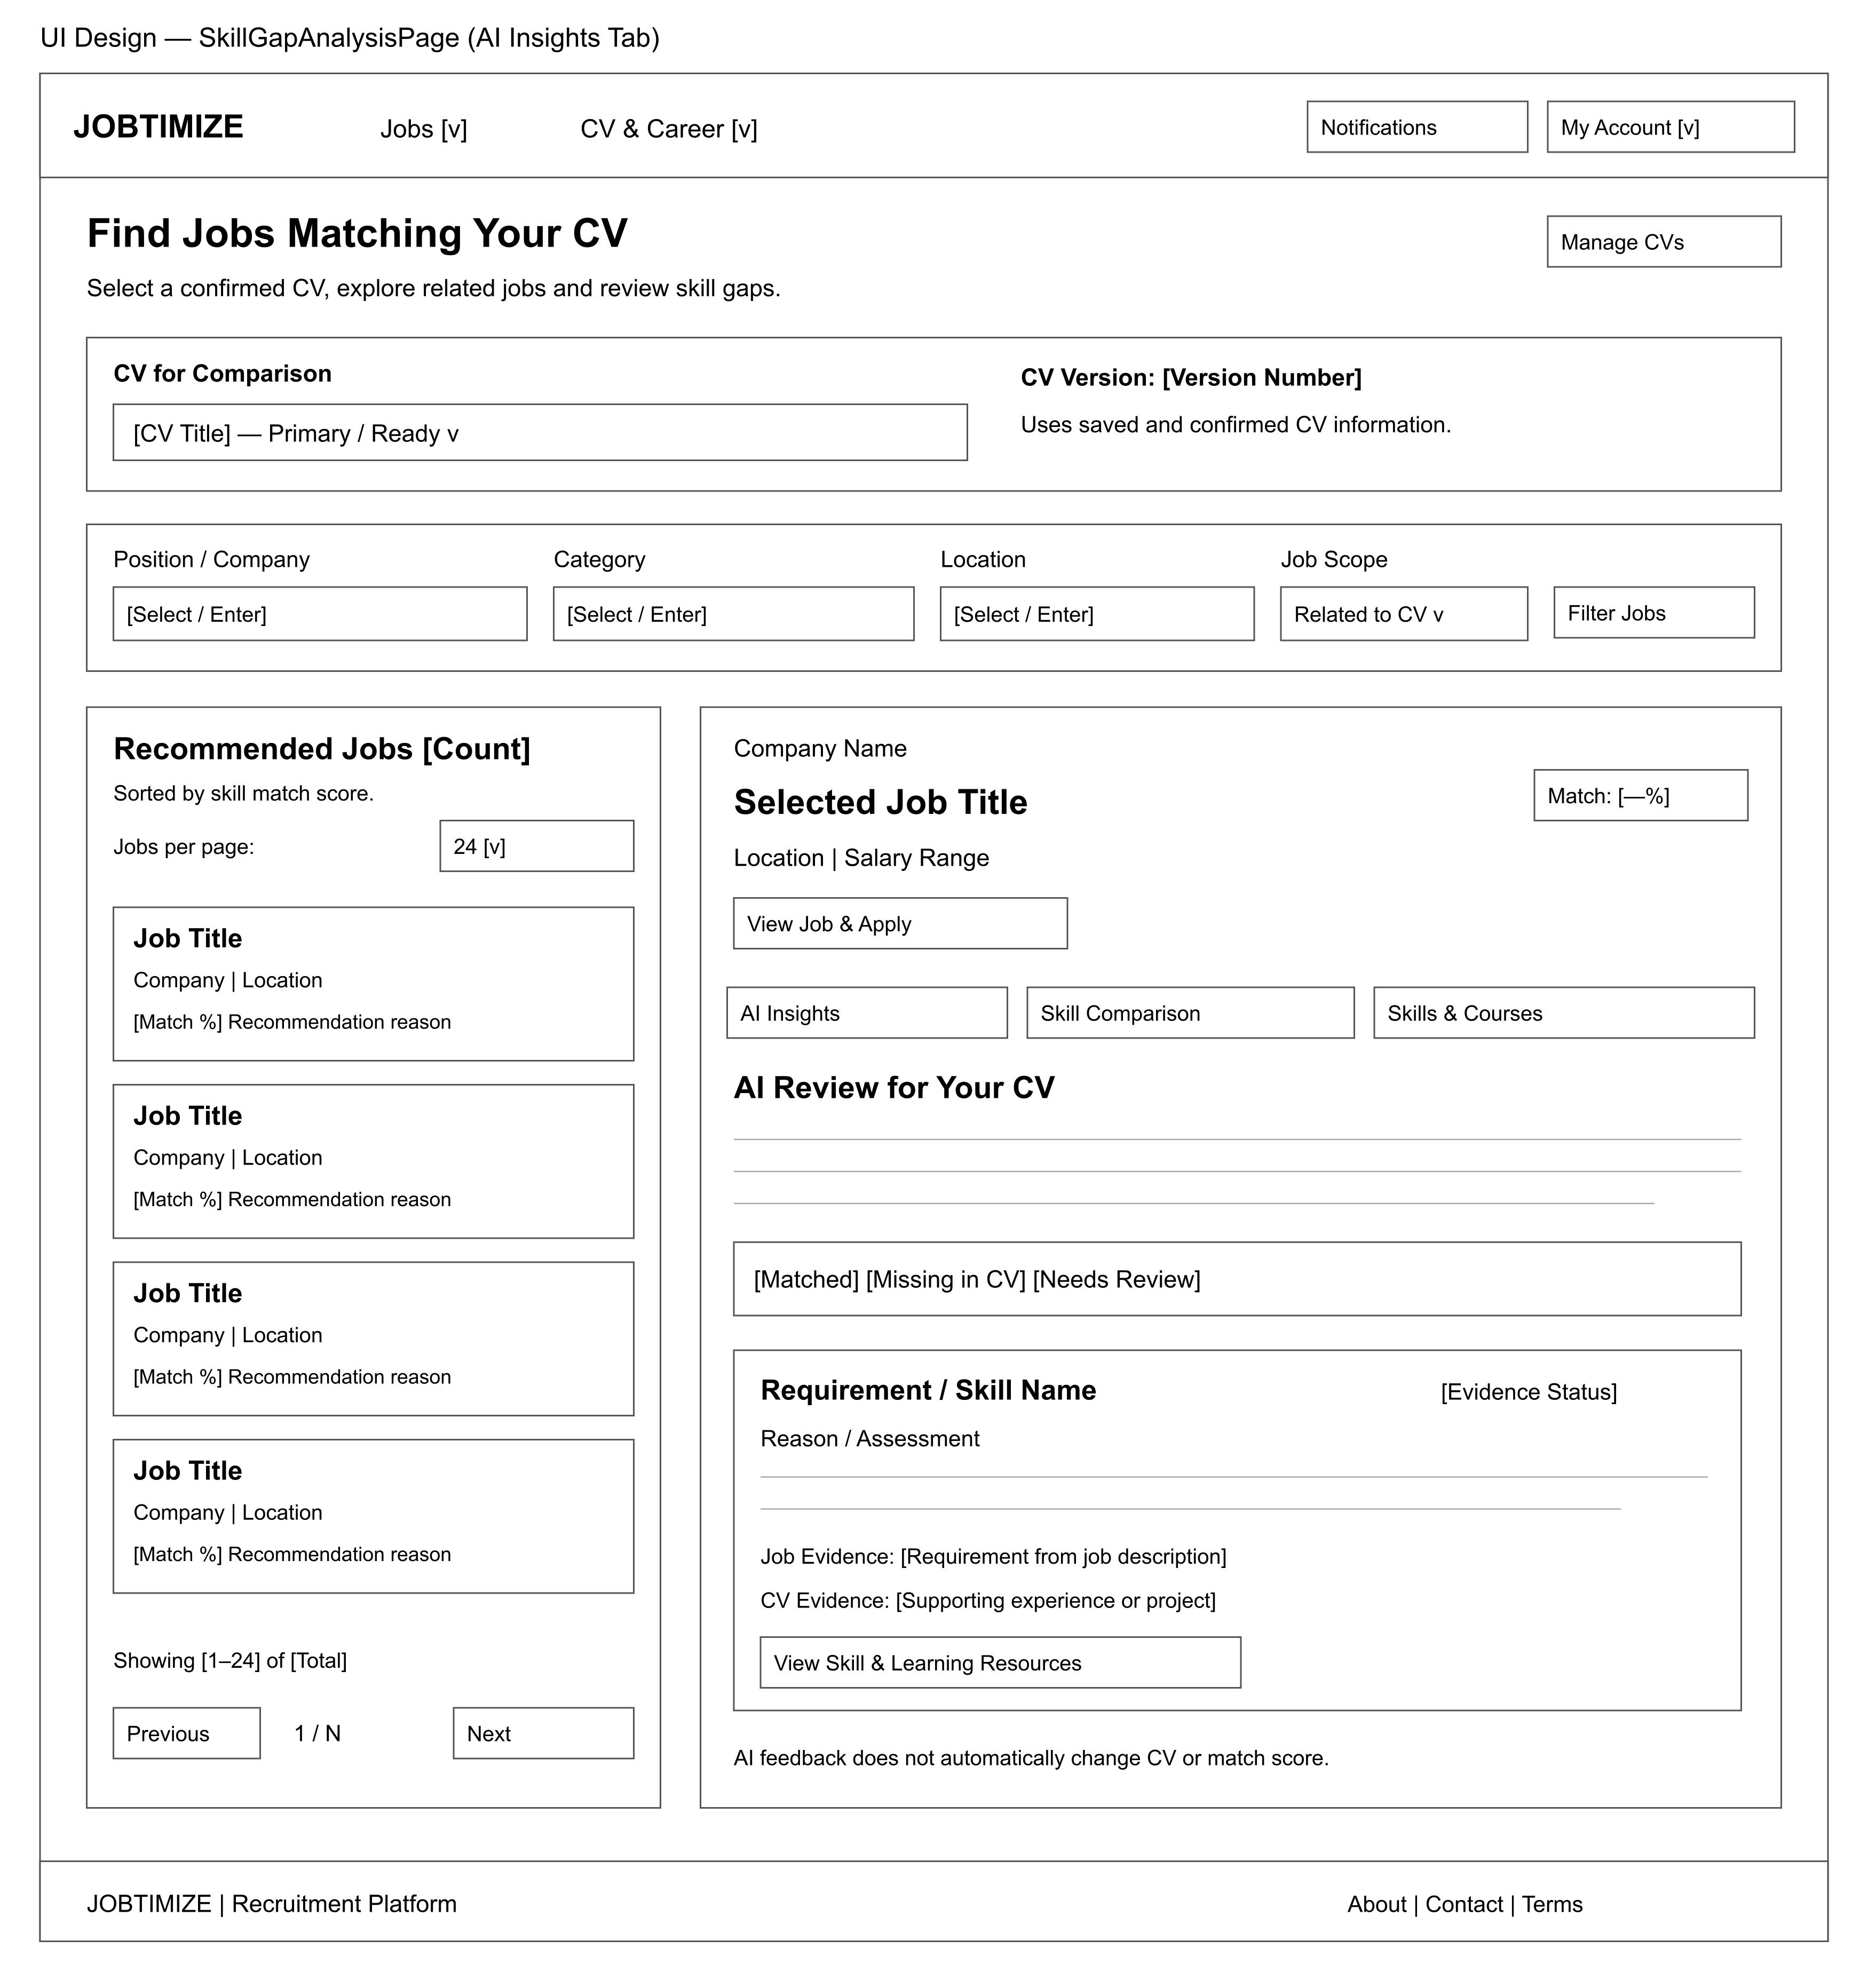 UI Design — SkillGapAnalysisPage (AI Insights Tab)
JOBTIMIZE
Jobs [v]
CV & Career [v]
Notifications
My Account [v]
Find Jobs Matching Your CV
Manage CVs
Select a confirmed CV, explore related jobs and review skill gaps.
CV for Comparison
[CV Title] — Primary / Ready v
CV Version: [Version Number]
Uses saved and confirmed CV information.
Position / Company
[Select / Enter]
Category
[Select / Enter]
Location
[Select / Enter]
Job Scope
Related to CV v
Filter Jobs
Recommended Jobs [Count]
Sorted by skill match score.
Jobs per page:
24 [v]
Job Title
Company | Location
[Match %] Recommendation reason
Job Title
Company | Location
[Match %] Recommendation reason
Job Title
Company | Location
[Match %] Recommendation reason
Job Title
Company | Location
[Match %] Recommendation reason
Showing [1–24] of [Total]
Previous
1 / N
Next
Company Name
Selected Job Title
Match: [—%]
Location | Salary Range
View Job & Apply
AI Insights
Skill Comparison
Skills & Courses
AI Review for Your CV
[Matched] [Missing in CV] [Needs Review]
Requirement / Skill Name
[Evidence Status]
Reason / Assessment
Job Evidence: [Requirement from job description]
CV Evidence: [Supporting experience or project]
View Skill & Learning Resources
AI feedback does not automatically change CV or match score.
JOBTIMIZE | Recruitment Platform
About | Contact | Terms